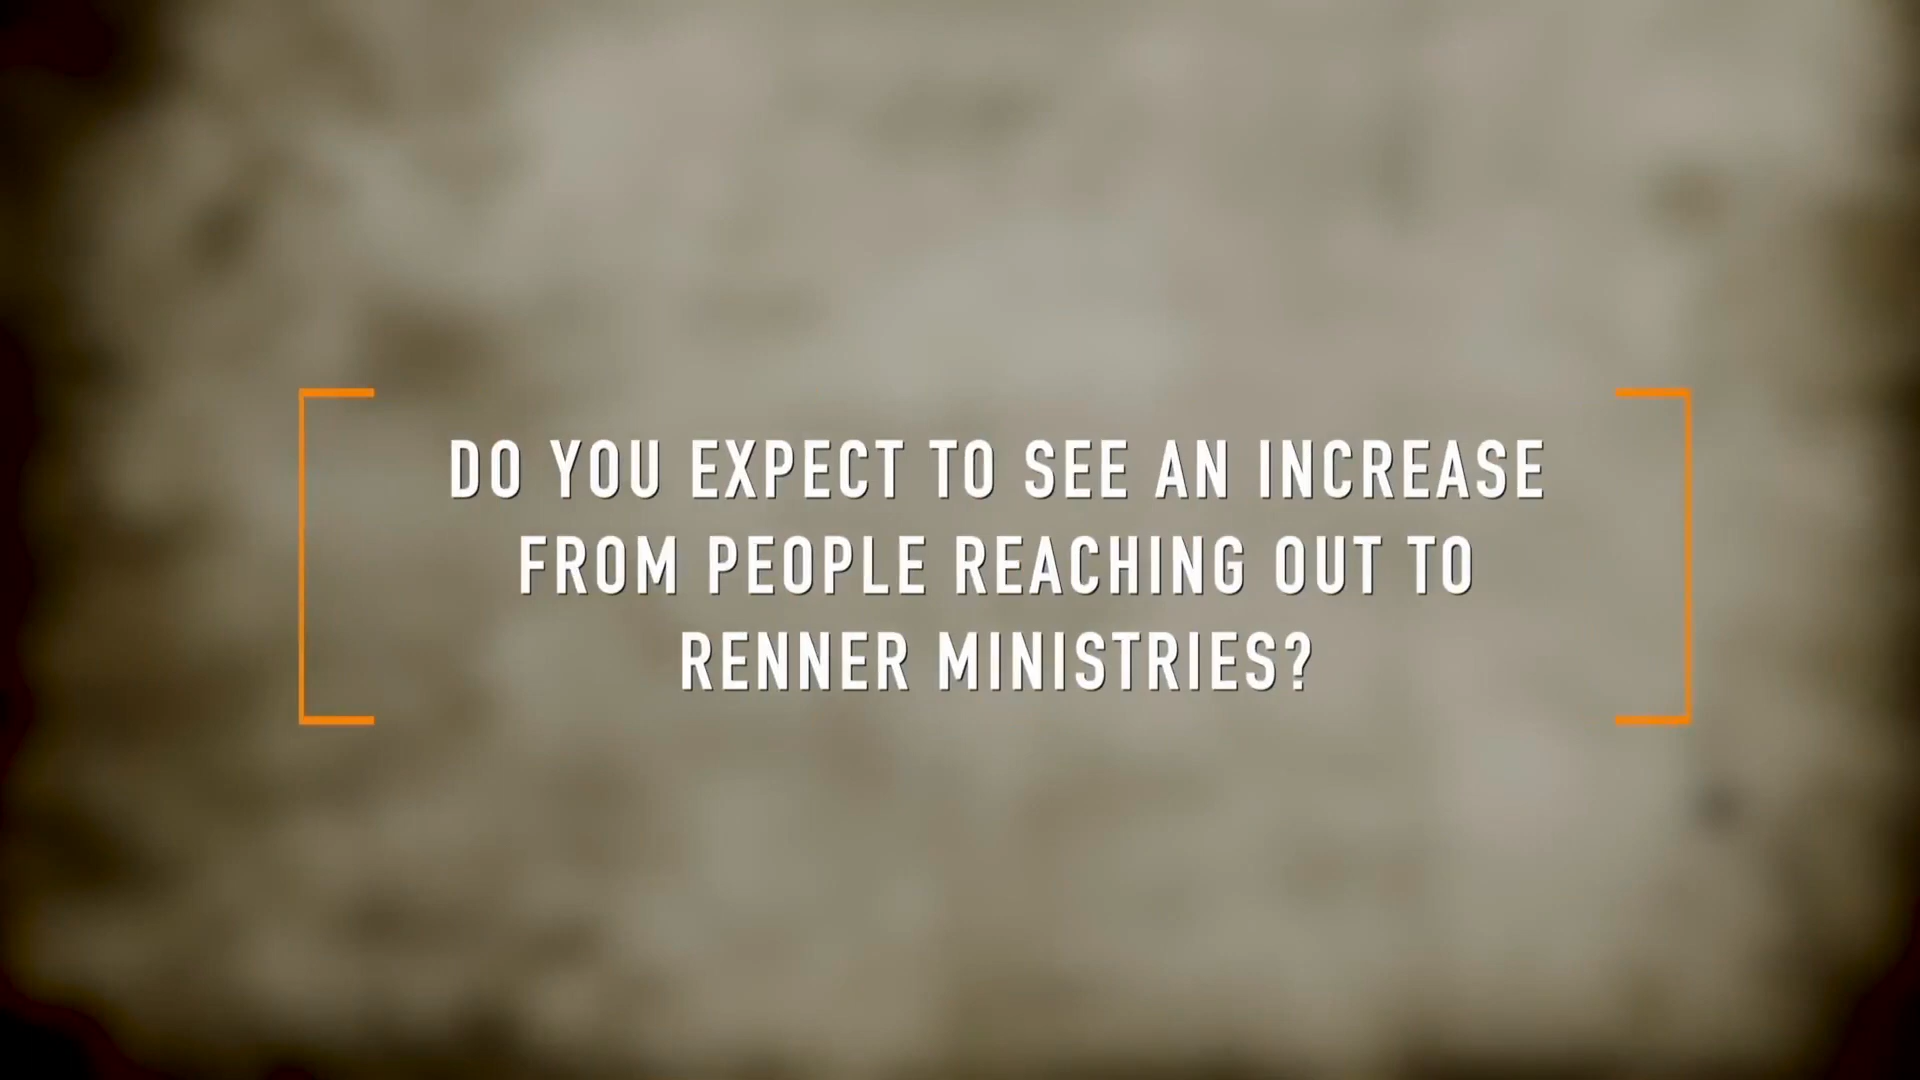 DO YOU EXPECT TO SEE AN INCREASE
FROM PEOPLE REACHING OUT TO
RENNER MINISTRIES?